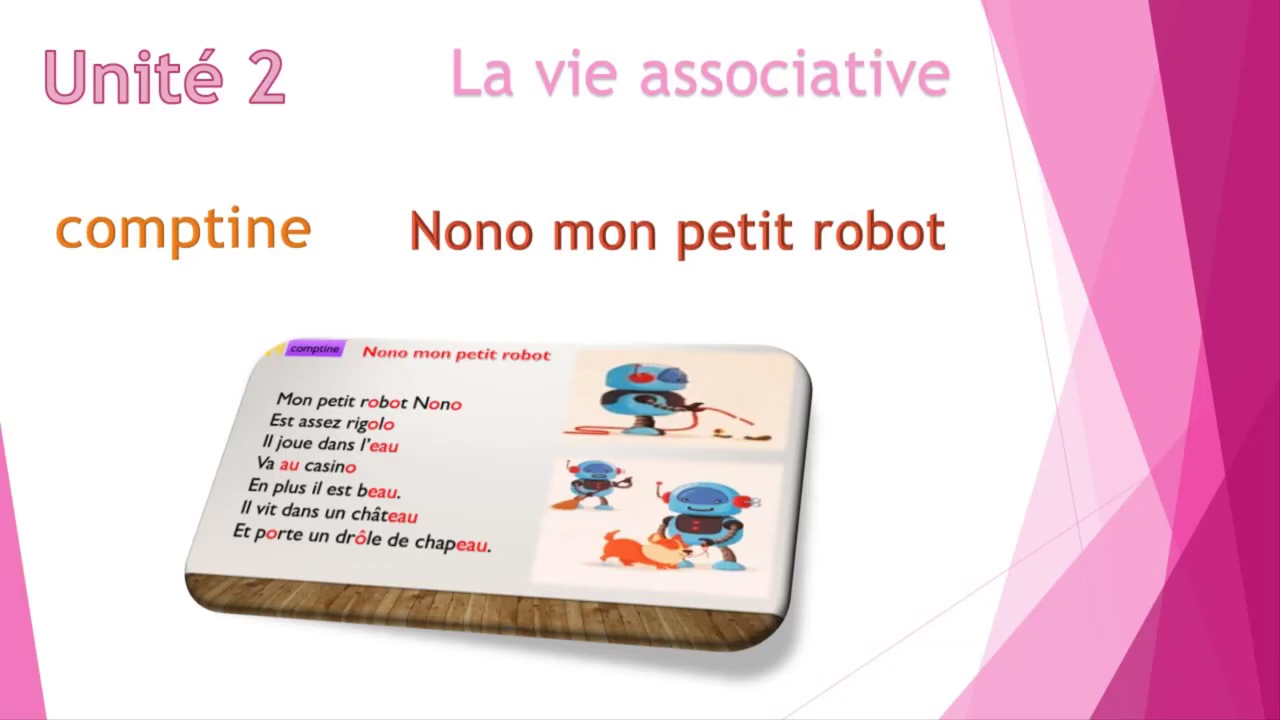 Unité 2
La vie associative
comptine
Nono mon petit robot
comptine
Nono mon petit robot
Mon petit robot Nono
Est assez rigolo
Il joue dans l'eau
Va au casino
En plus il est beau.
Il vit dans un château
Et porte un drôle de chapeau.